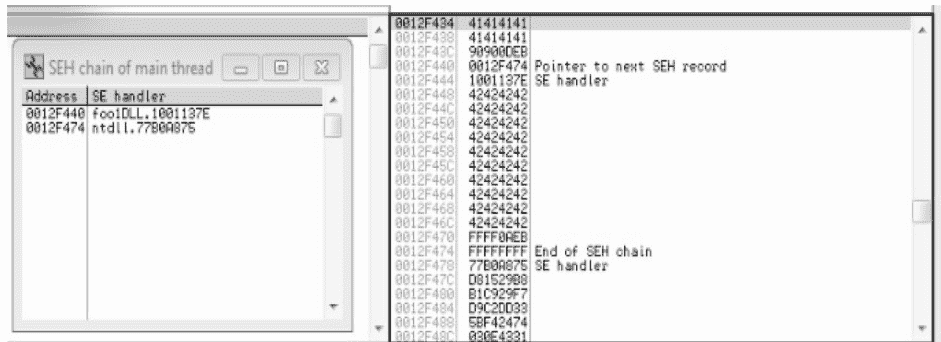 SEH chain of main thread
Address SE handler
0012F440 foo1DLL.1001137E
0012F474 ntdll.77B0A875
0012F434 41414141
0012F438 41414141
0012F43C 90900DEB
0012F440 0012F474 Pointer to next SEH record
0012F444 1001137E SE handler
0012F448 42424242
0012F44C 42424242
0012F450 42424242
0012F454 42424242
0012F458 42424242
0012F45C 42424242
0012F460 42424242
0012F464 42424242
0012F468 42424242
0012F46C 42424242
0012F470 FFFF0AEB
0012F474 FFFFFFFF End of SEH chain
0012F478 77B0A875 SE handler
0012F47C D81529B8
0012F480 B1C929F7
0012F484 D9C2DD33
0012F488 5BF42474
0012F48C 030E4331